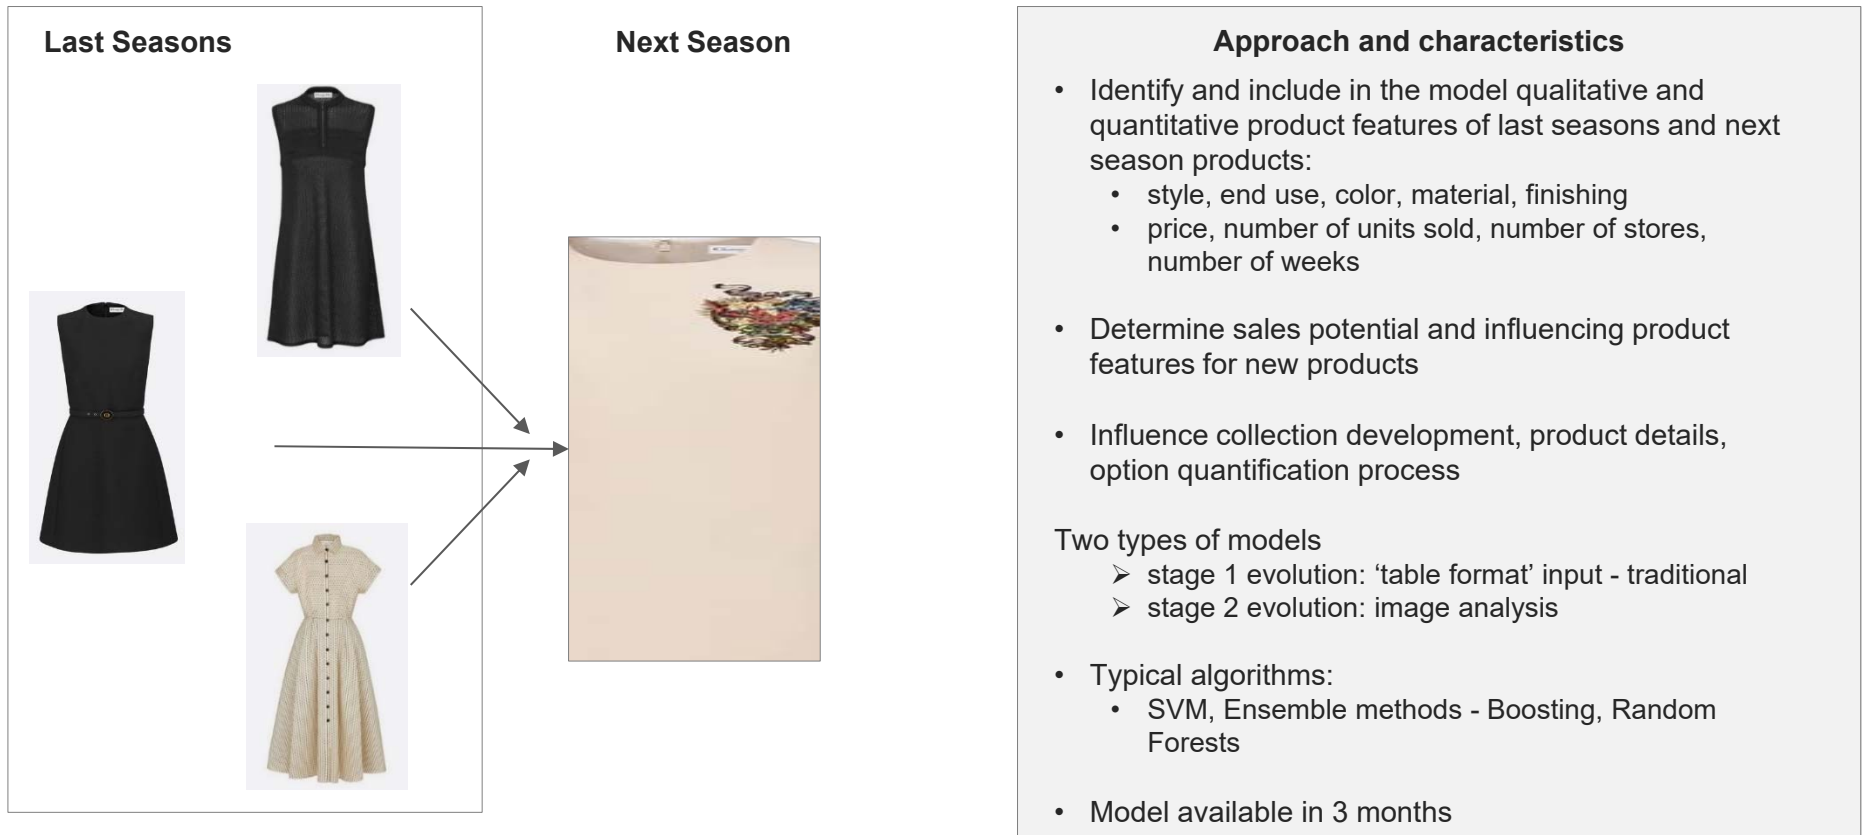 Last Seasons
Next Season
Approach and characteristics
• Identify and include in the model qualitative and
quantitative product features of last seasons and next
season products:
• style, end use, color, material, finishing
• price, number of units sold, number of stores,
number of weeks
• Determine sales potential and influencing product
features for new products
• Influence collection development, product details,
option quantification process
Two types of models
➢ stage 1 evolution: ‘table format’ input - traditional
➢ stage 2 evolution: image analysis
• Typical algorithms:
• SVM, Ensemble methods - Boosting, Random
Forests
• Model available in 3 months